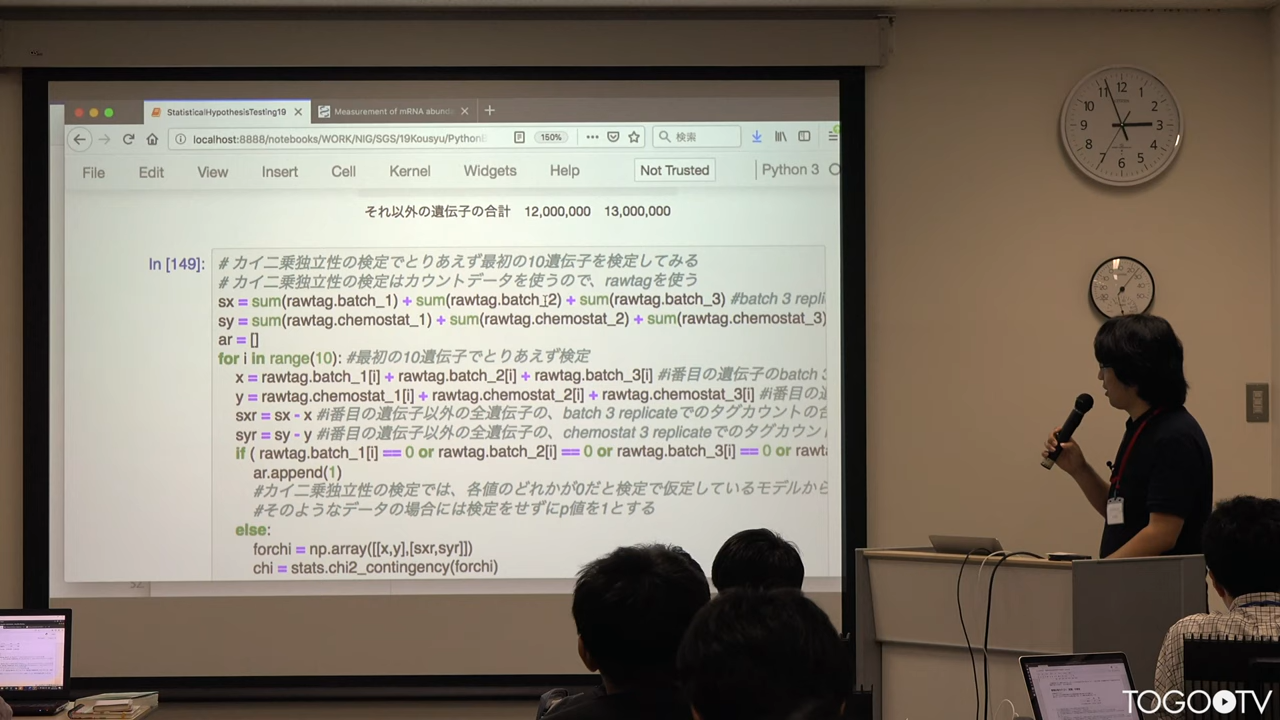 StatisticalHypothesisTesting19
Measurement of mRNA abund
localhost:8888/notebooks/WORK/NIG/SGS/19Kousyu/Python
150%
検索
File Edit View Insert Cell Kernel Widgets Help
Not Trusted
Python 3
それ以外の遺伝子の合計 12,000,000 13,000,000
In [149]:
# カイ二乗独立性の検定でとりあえず最初の10遺伝子を検定してみる
# カイ二乗独立性の検定はカウントデータを使うので、rawtagを使う
sx = sum(rawtag.batch_1) + sum(rawtag.batch_2) + sum(rawtag.batch_3) #batch 3 repli
sy = sum(rawtag.chemostat_1) + sum(rawtag.chemostat_2) + sum(rawtag.chemostat_3)
ar = []
for i in range(10): #最初の10遺伝子でとりあえず検定
x = rawtag.batch_1[i] + rawtag.batch_2[i] + rawtag.batch_3[i] #i番目の遺伝子のbatch 3
y = rawtag.chemostat_1[i] + rawtag.chemostat_2[i] + rawtag.chemostat_3[i] #i番目の
sxr = sx - x #i番目の遺伝子以外の全遺伝子の、batch 3 replicateでのタグカウントの合
syr = sy - y #i番目の遺伝子以外の全遺伝子の、chemostat 3 replicateでのタグカウン
if ( rawtag.batch_1[i] == 0 or rawtag.batch_2[i] == 0 or rawtag.batch_3[i] == 0 or rawt
ar.append(1)
#カイ二乗独立性の検定では、各値のどれかが0だと検定で仮定しているモデルから
#そのようなデータの場合には検定をせずにp値を1とする
else:
forchi = np.array([[x,y],[sxr,syr]])
chi = stats.chi2_contingency(forchi)
12
1
2
3
4
5
6
7
8
9
10
11
TOGOTV